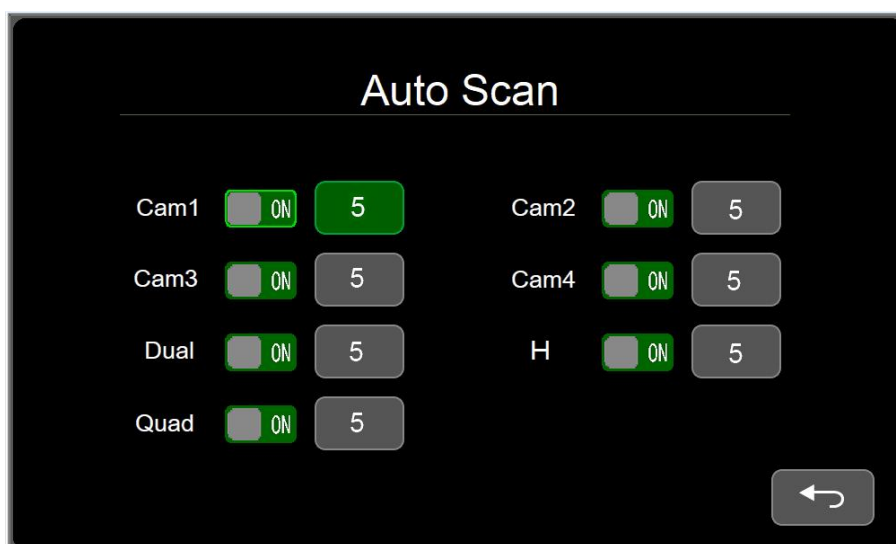 Auto Scan
Cam1 ON 5 Cam2 ON 5
Cam3 ON 5 Cam4 ON 5
Dual ON 5 H ON 5
Quad ON 5